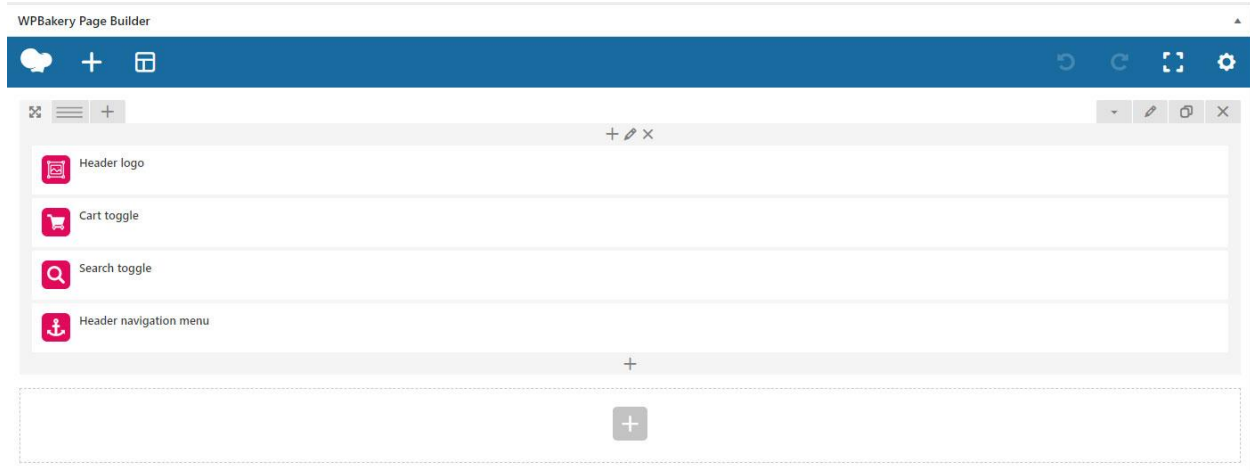 WPBakery Page Builder
Header logo
Cart toggle
Search toggle
Header navigation menu